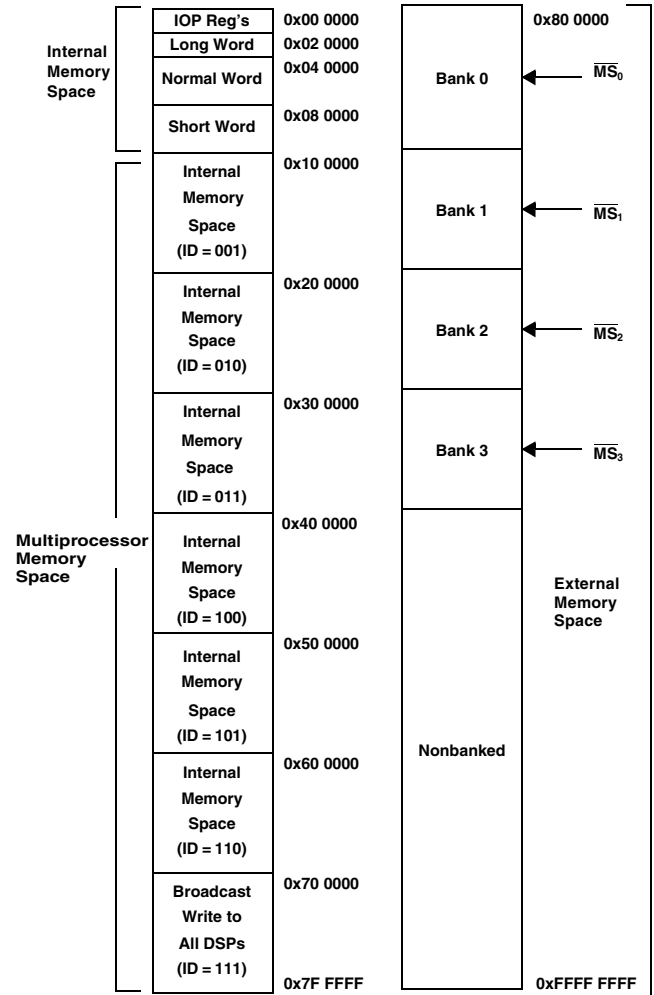 Internal
Memory
Space
IOP Reg's
0x00 0000
Long Word
0x02 0000
Normal Word
0x04 0000
Short Word
0x08 0000
Multiprocessor
Memory
Space
Internal
Memory
Space
(ID = 001)
0x10 0000
Internal
Memory
Space
(ID = 010)
0x20 0000
Internal
Memory
Space
(ID = 011)
0x30 0000
Internal
Memory
Space
(ID = 100)
0x40 0000
Internal
Memory
Space
(ID = 101)
0x50 0000
Internal
Memory
Space
(ID = 110)
0x60 0000
Broadcast
Write to
All DSPs
(ID = 111)
0x70 0000
0x7F FFFF
Bank 0
0x80 0000
M̅S̅₀
Bank 1
M̅S̅₁
Bank 2
M̅S̅₂
Bank 3
M̅S̅₃
Nonbanked
External
Memory
Space
0xFFFF FFFF